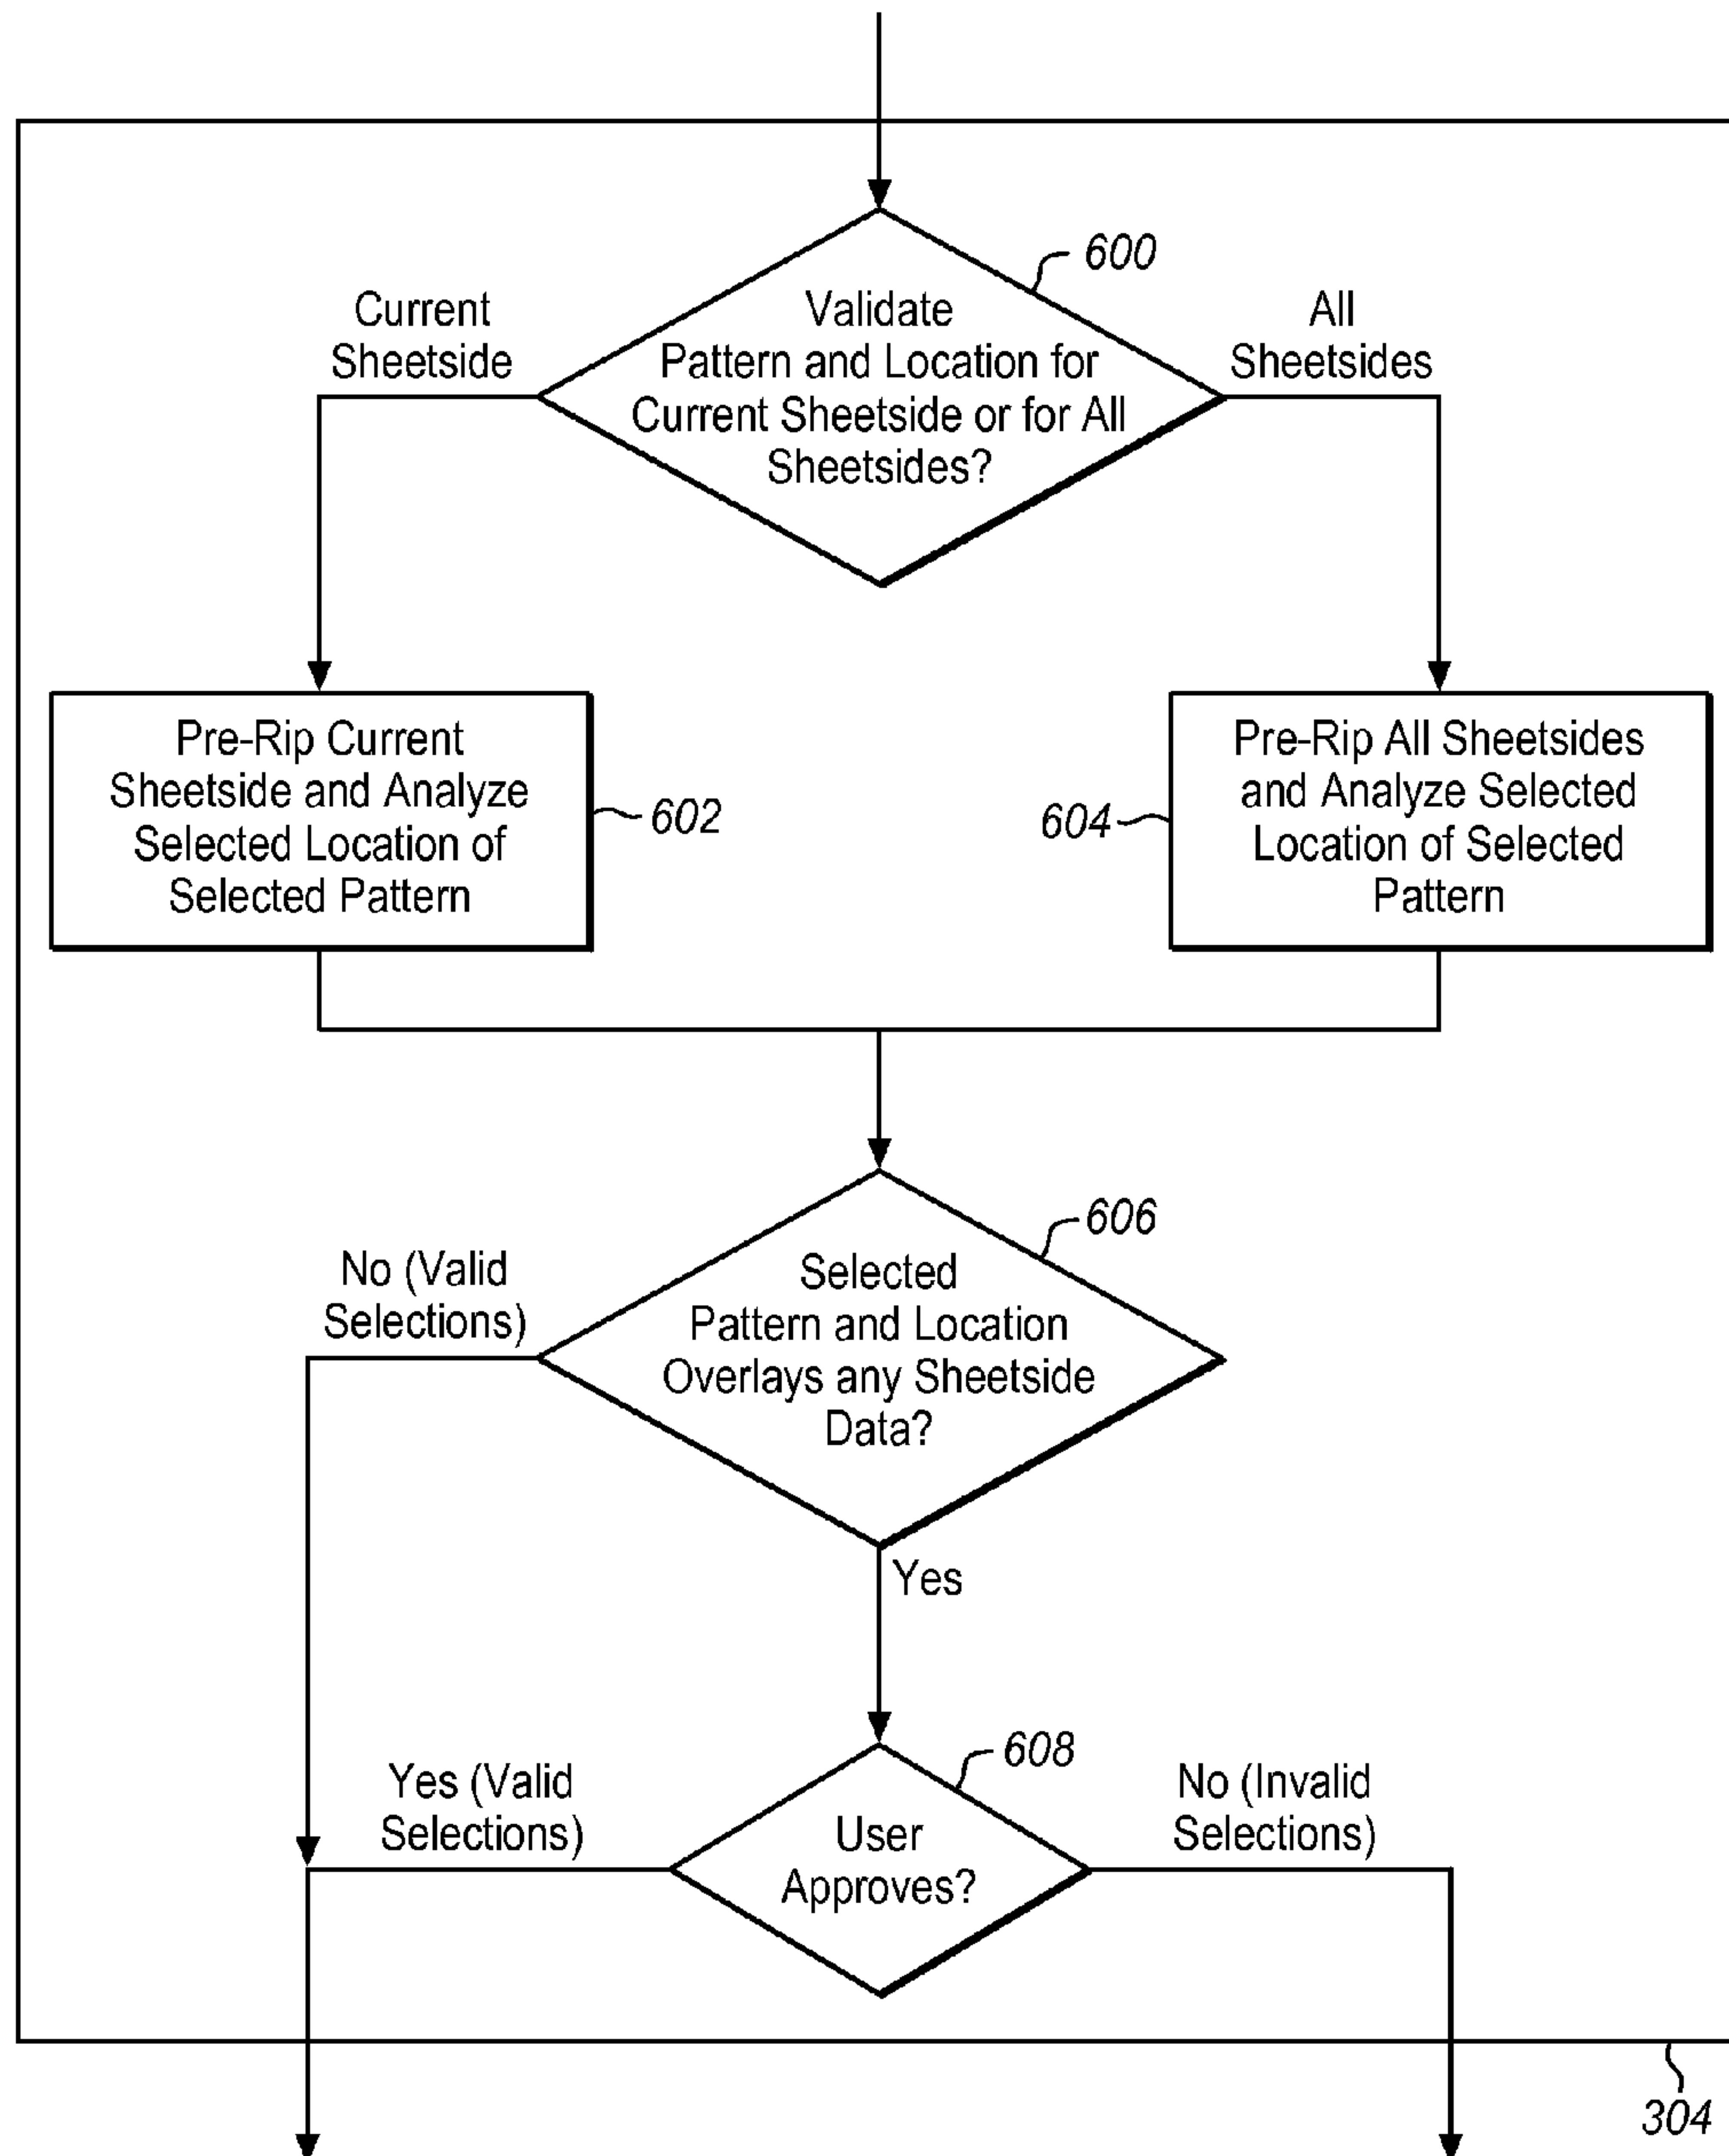 600
Current
Sheetside
Validate
Pattern and Location for
Current Sheetside or for All
Sheetsides?
All
Sheetsides
Pre-Rip Current
Sheetside and Analyze
Selected Location of
Selected Pattern
602
604
Pre-Rip All Sheetsides
and Analyze Selected
Location of Selected
Pattern
606
No (Valid
Selections)
Selected
Pattern and Location
Overlays any Sheetside
Data?
Yes
608
Yes (Valid
Selections)
User
Approves?
No (Invalid
Selections)
304